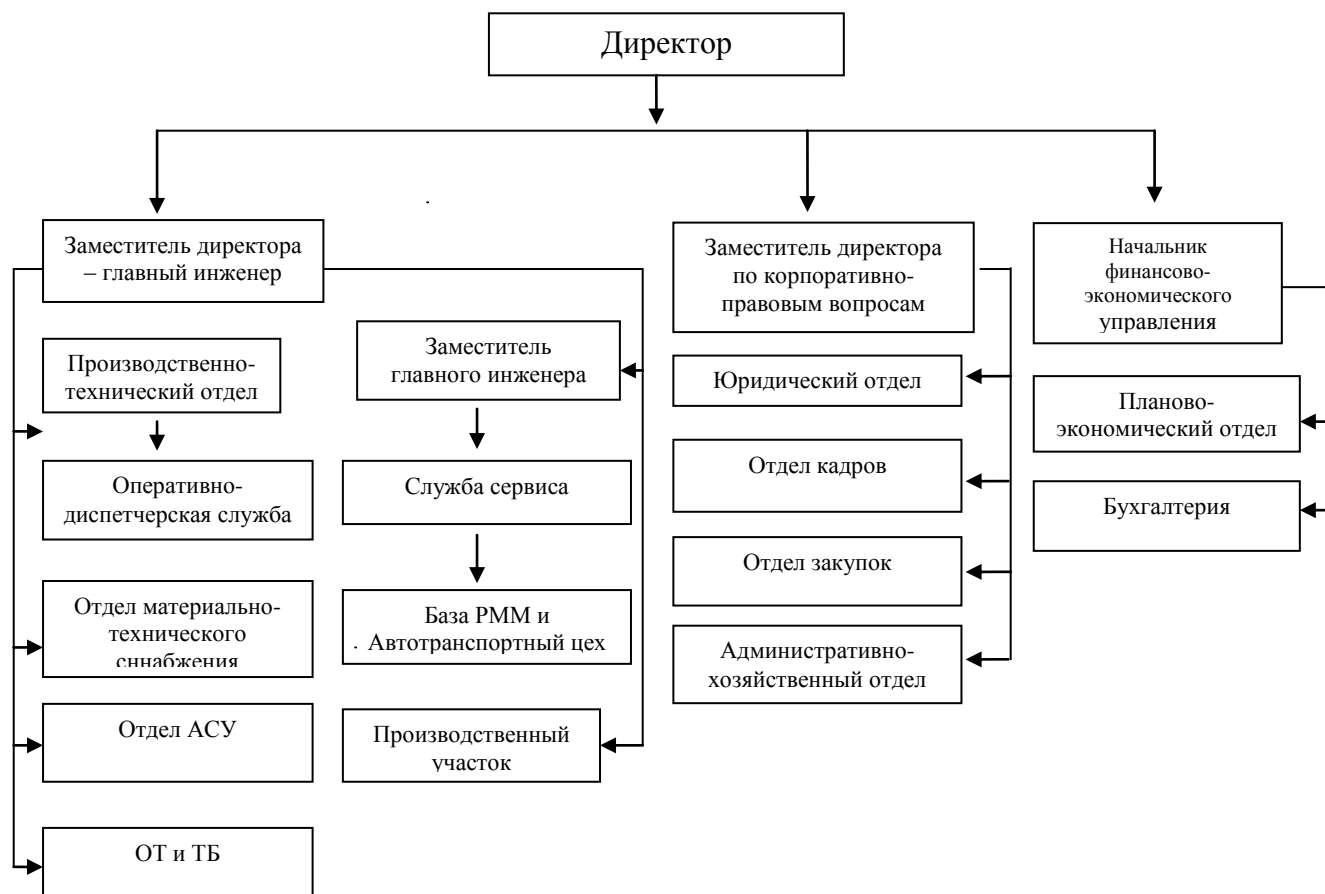 Директор
Заместитель директора
– главный инженер
Производственно-
технический отдел
Оперативно-
диспетчерская служба
Отдел материально-
технического
сннабжения
Отдел АСУ
ОТ и ТБ
Заместитель
главного инженера
Служба сервиса
База РММ и
Автотранспортный цех
Производственный
участок
Заместитель директора
по корпоративно-
правовым вопросам
Юридический отдел
Отдел кадров
Отдел закупок
Административно-
хозяйственный отдел
Начальник
финансово-
экономического
управления
Планово-
экономический отдел
Бухгалтерия